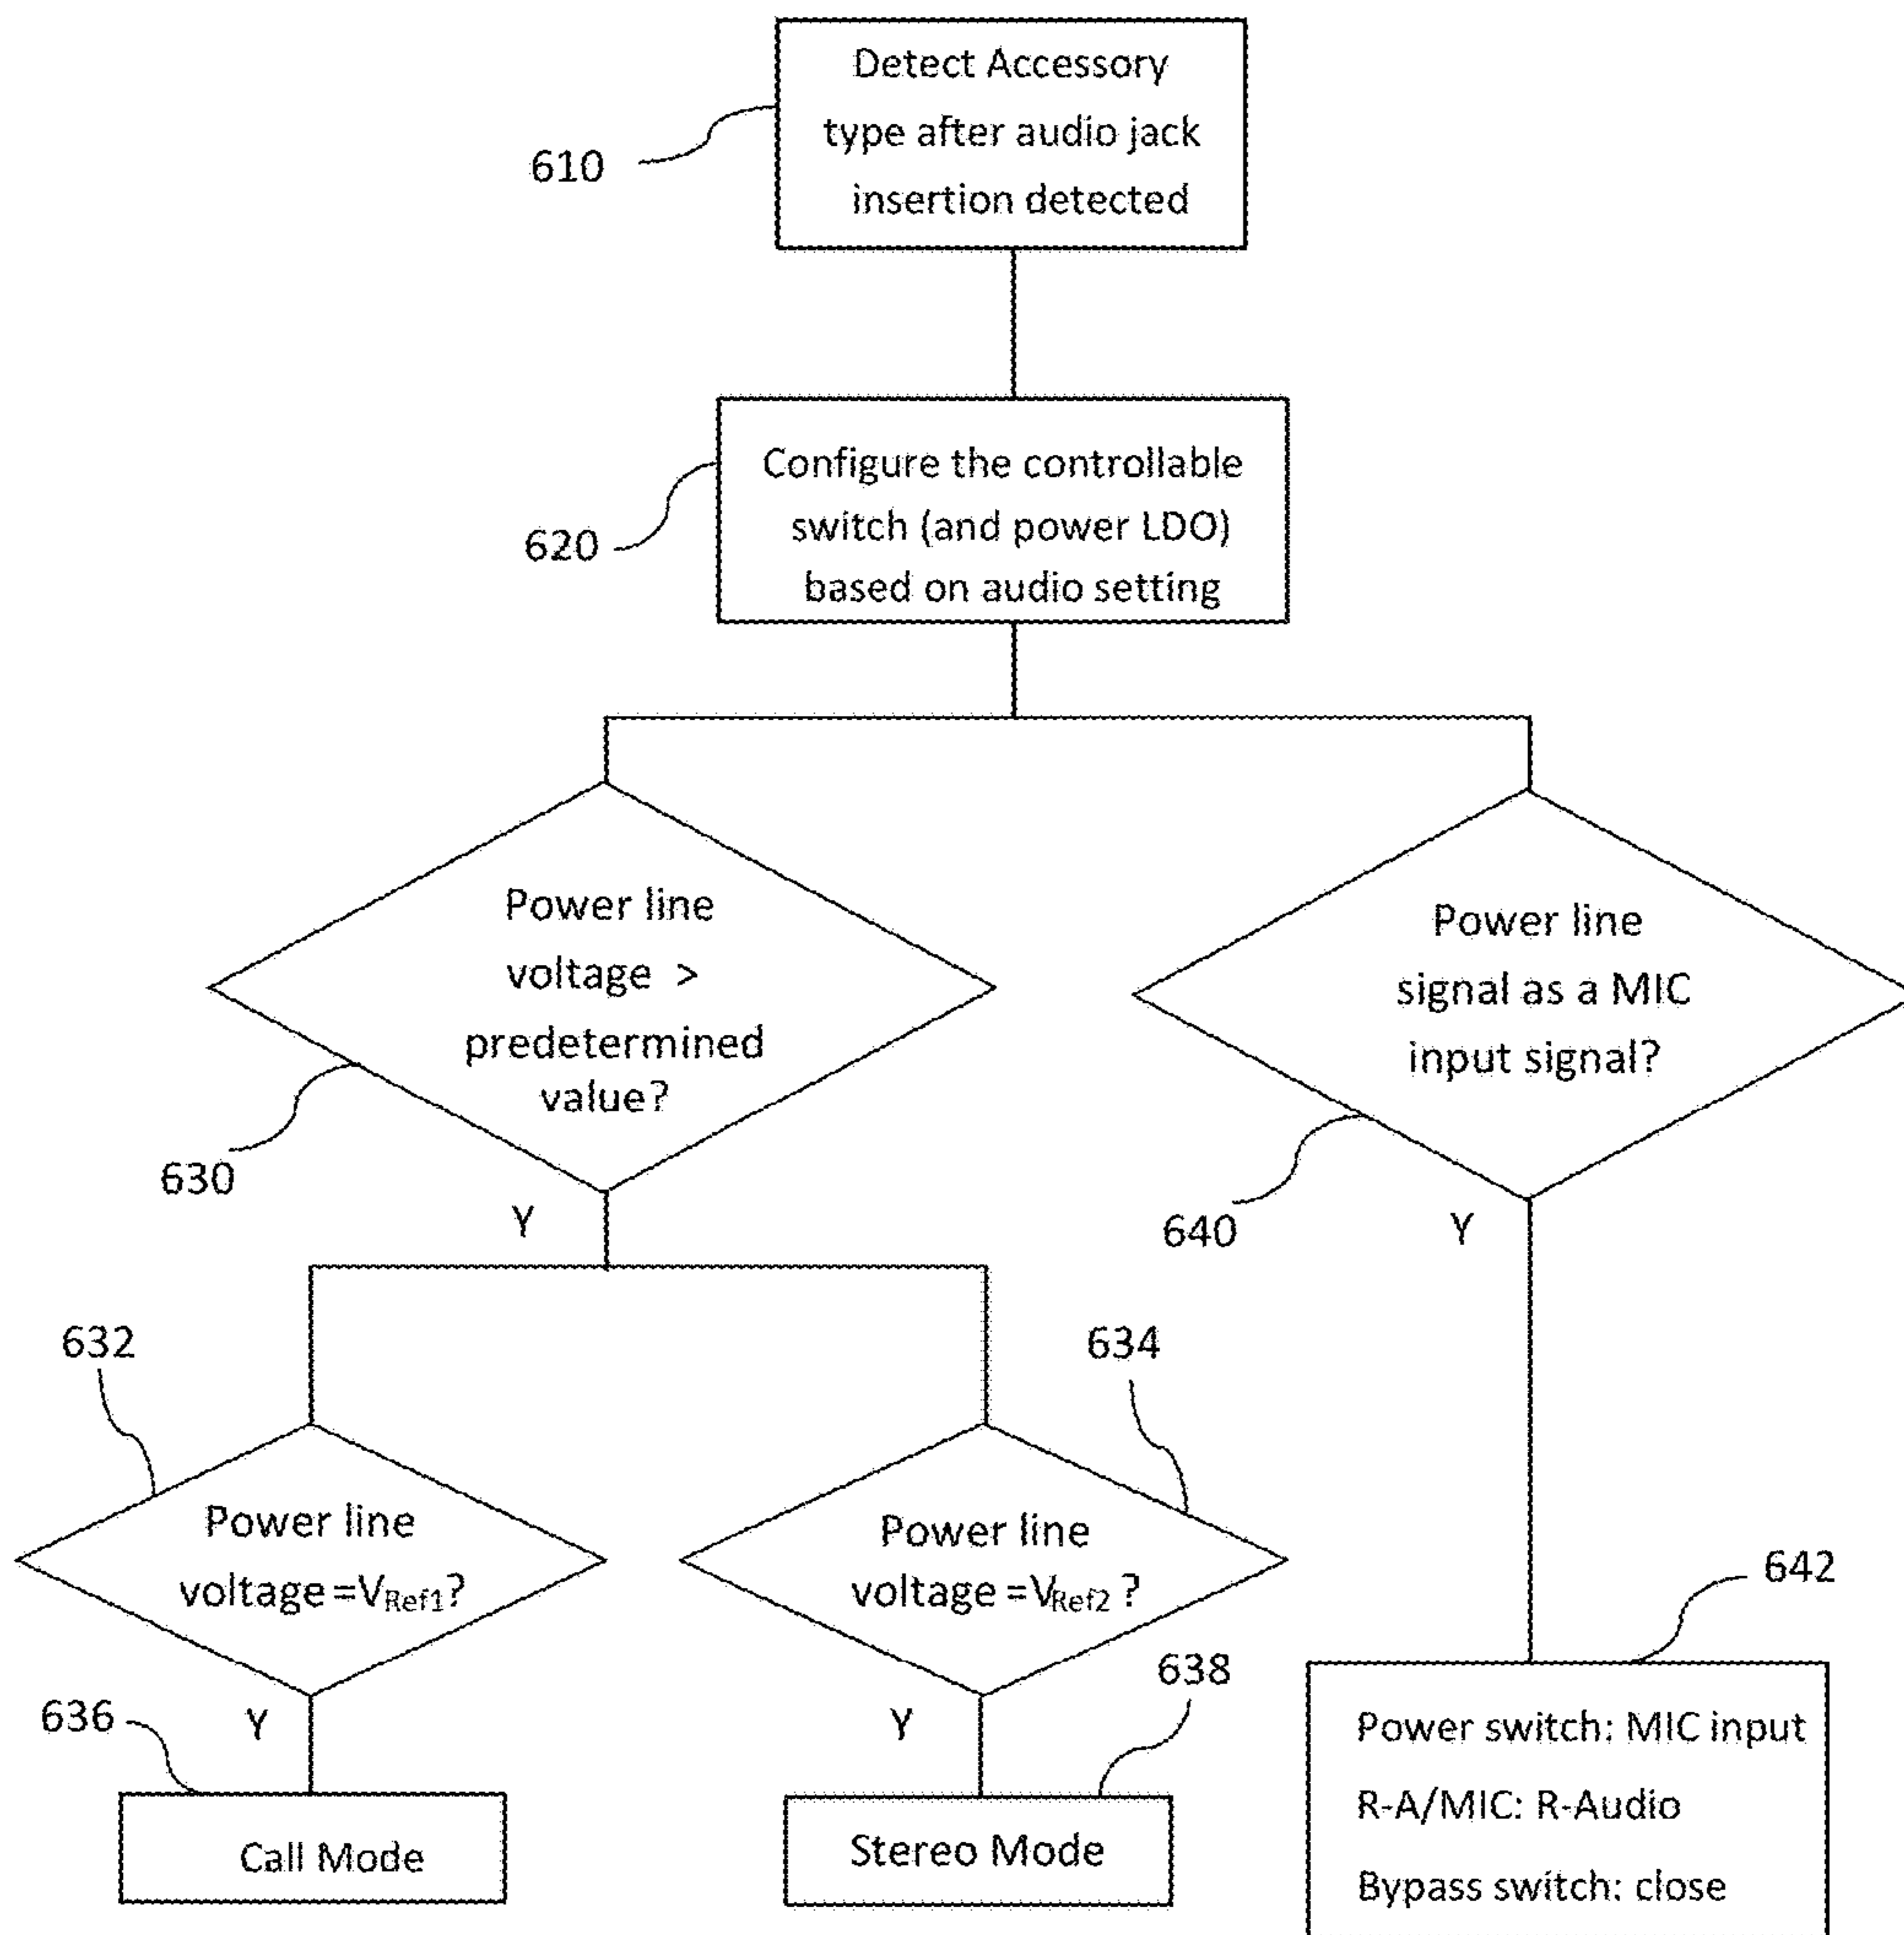 Detect Accessory
type after audio jack
insertion detected
610
Configure the controllable
switch (and power LDO)
based on audio setting
620
Power line
voltage >
predetermined
value?
630
Y
Power line
signal as a MIC
input signal?
640
Y
632
Power line
voltage =VRef1?
Y
636
Call Mode
634
Power line
voltage =VRef2 ?
Y
638
Stereo Mode
642
Power switch: MIC input
R-A/MIC: R-Audio
Bypass switch: close